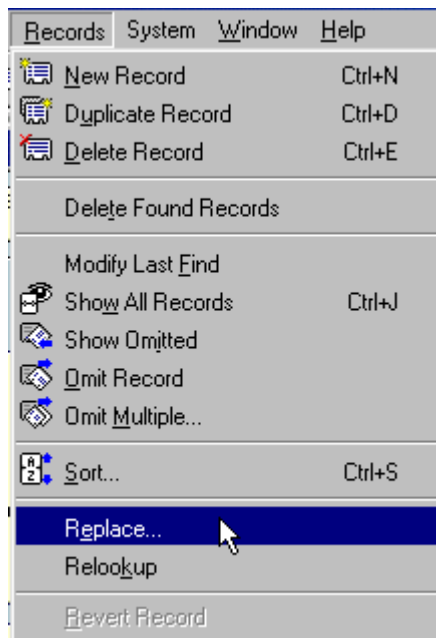 Records System Window Help
New Record Ctrl+N
Duplicate Record Ctrl+D
Delete Record Ctrl+E
Delete Found Records
Modify Last Find
Show All Records Ctrl+J
Show Omitted
Omit Record
Omit Multiple...
Sort... Ctrl+S
Replace...
Relookup
Revert Record